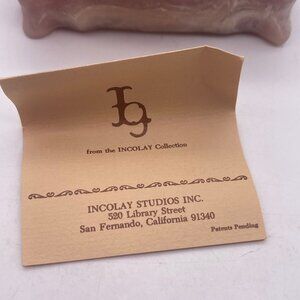 from the INCOLAY Collection
INCOLAY STUDIOS INC.
520 Library Street
San Fernando, California 91340
Patents Pending